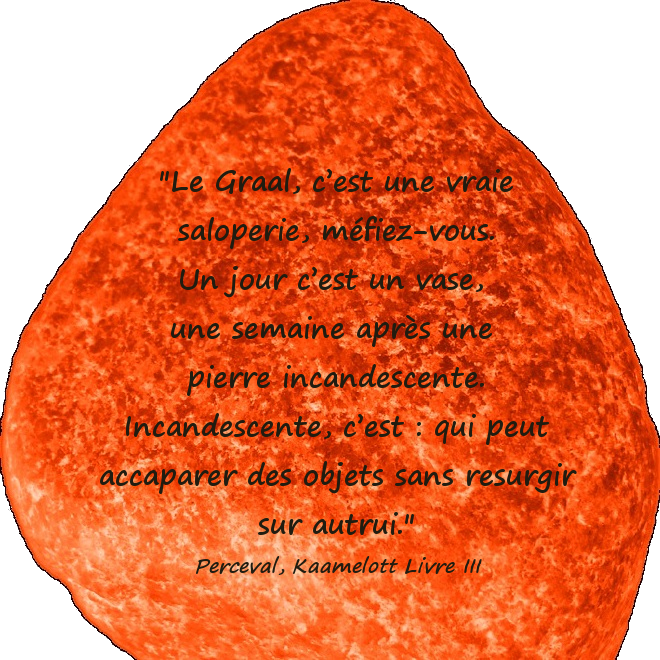 "Le Graal, c’est une vraie
saloperie, méfiez-vous.
Un jour c’est un vase,
une semaine après une
pierre incandescente.
Incandescente, c’est : qui peut
accaparer des objets sans resurgir
sur autrui."
Perceval, Kaamelott Livre III